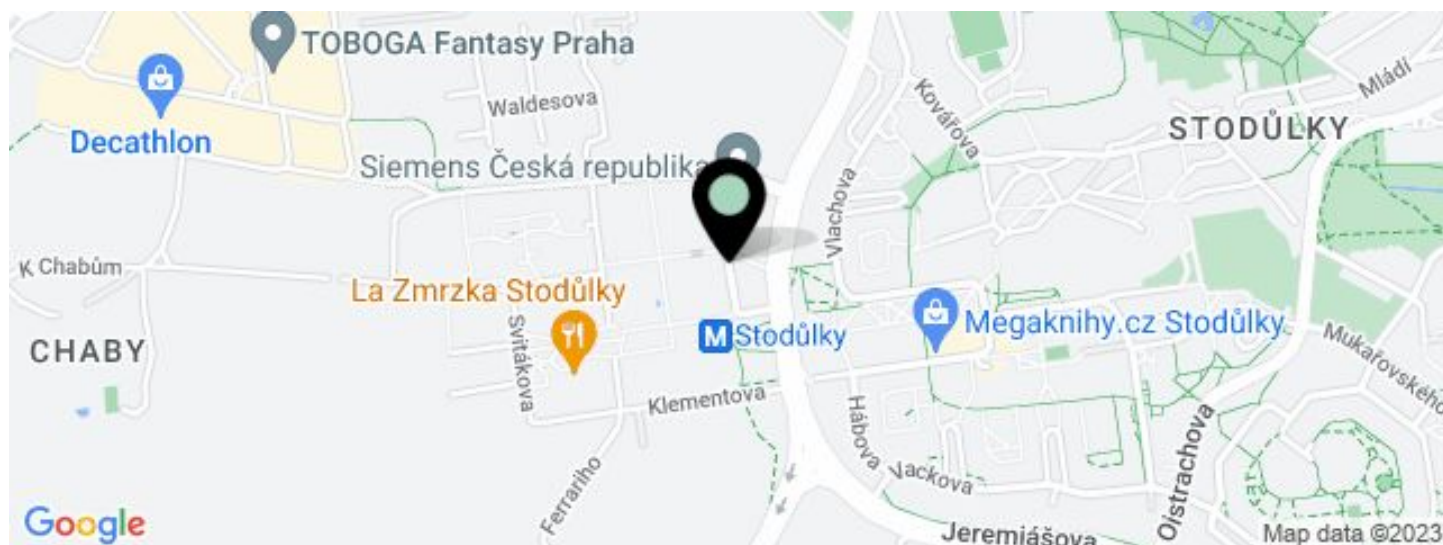 TOBOGA Fantasy Praha
Decathlon
Waldesova
Siemens Česká republika
Kovářova
Mládí
STODŮLKY
Vlachova
K Chabům
La Zmrzka Stodůlky
Svitákova
CHABY
M Stodůlky
Megaknihy.cz Stodůlky
Mukařovského
Klementova
Hábova
Vackova
Ferrariho
Oistrachova
Jeremiášova
Google
Map data ©2023